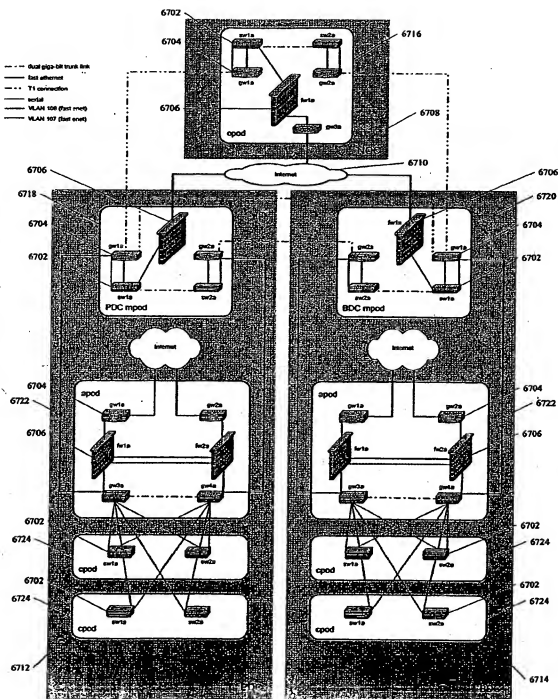 6702
6704
6716
sw1a
sw2a
gw1a
gw2a
dual giga-bit trunk link
fast ethernet
T1 connection
serial
VLAN 108 (fast enet)
VLAN 107 (fast enet)
6706
fw1a
6708
opod
gw3a
6710
Internet
6706
6718
6704
6702
6706
6720
6704
6702
fw1a
gw1a
gw2a
sw1a
sw2a
PDC mpod
fw1a
gw2a
gw1a
sw2a
sw1a
BDC mpod
Internet
Internet
6704
6722
6706
apod
gw1a
gw2a
fw1a
fw2a
gw3a
gw4a
apod
gw1a
gw2a
fw1a
fw2a
gw3a
gw4a
6704
6722
6706
6702
6724
6702
6724
cpod
sw1a
sw2a
cpod
sw1a
sw2a
cpod
sw1a
sw2a
cpod
sw1a
sw2a
6702
6724
6702
6724
6712
6714